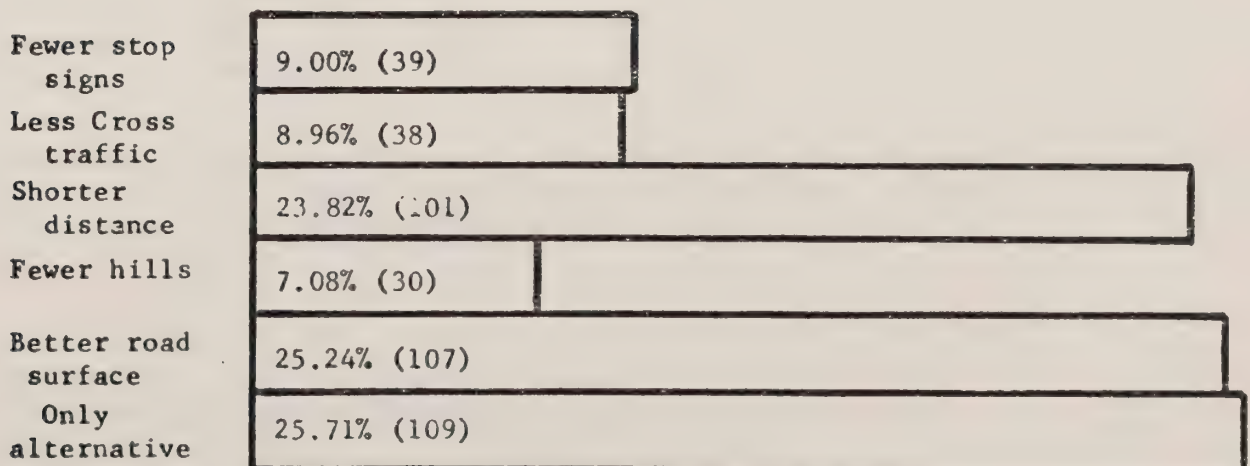 Fewer stop
signs
9.00% (39)
Less Cross
traffic
8.96% (38)
Shorter
distance
23.82% (101)
Fewer hills
7.08% (30)
Better road
surface
25.24% (107)
Only
alternative
25.71% (109)